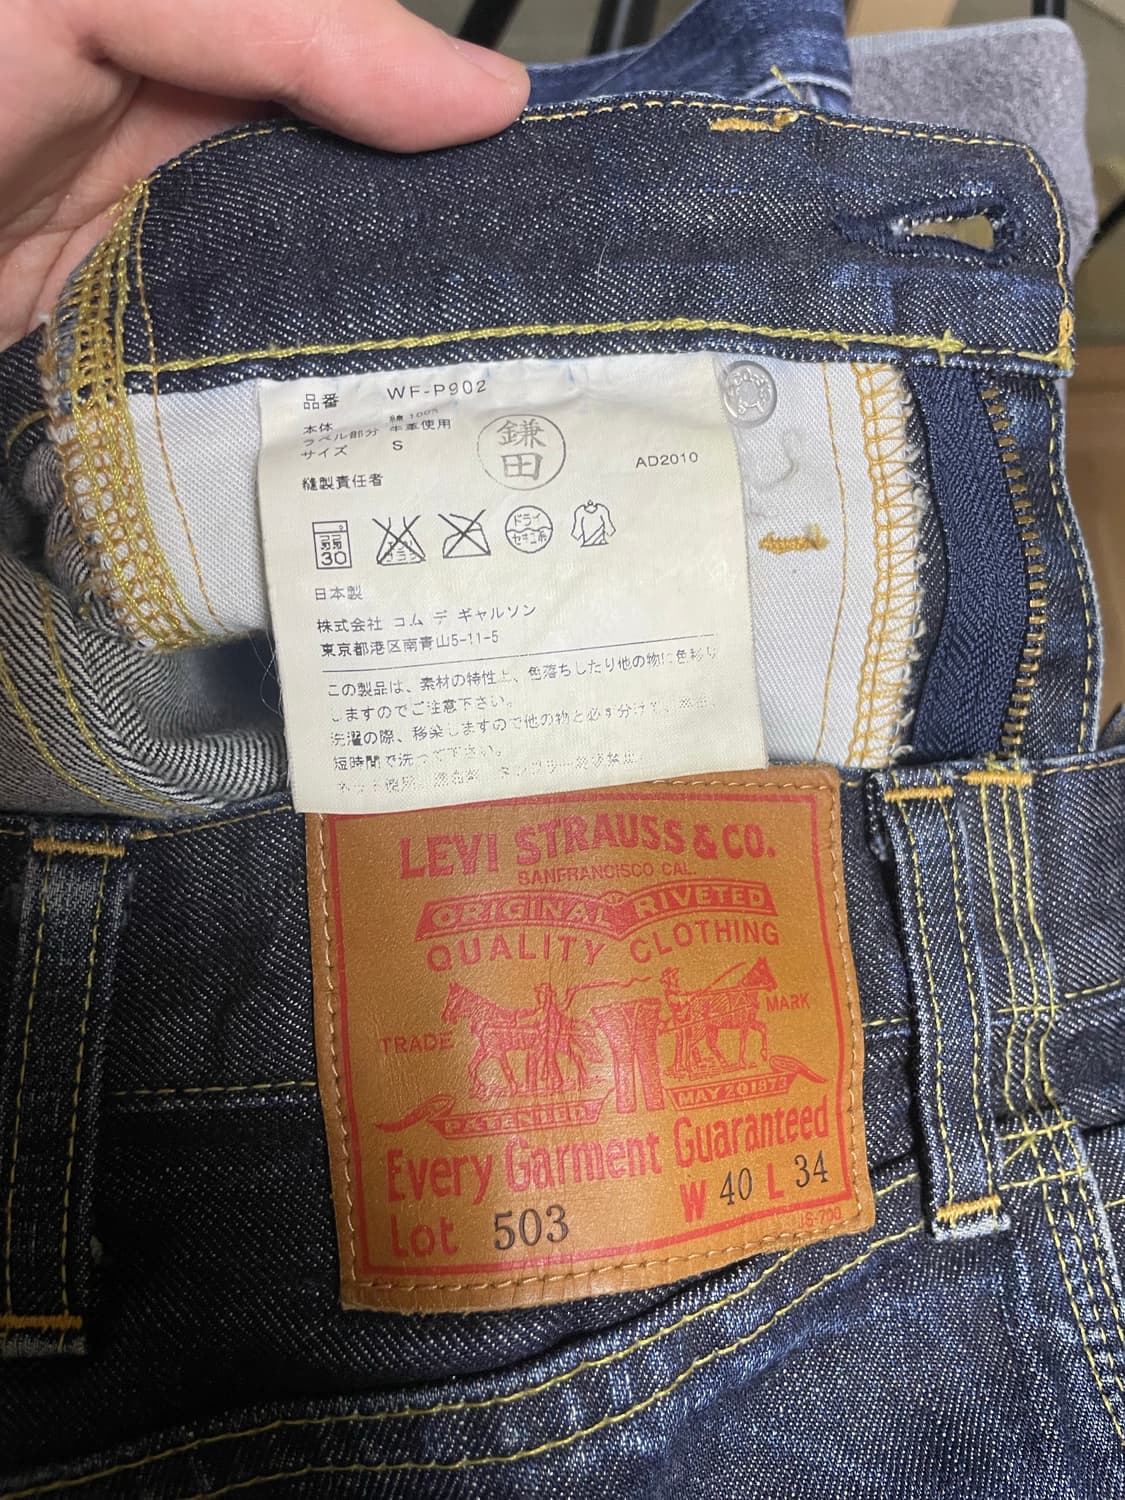 品番 WF-P902
本体 綿 100%
ラベル部分 牛革使用
サイズ S
鎌田
AD2010
縫製責任者
弱
30
ドライ
セキユ系
日本製
株式会社 コム デ ギャルソン
東京都港区南青山5-11-5
この製品は、素材の特性上、色落ちしたり他の物に色移り
しますのでご注意下さい。
洗濯の際、移染しますので他の物と必ず分けて、
短時間で洗って下さい。
LEVI STRAUSS & CO.
SANFRANCISCO CAL.
ORIGINAL RIVETED
QUALITY CLOTHING
TRADE MARK
PATENTED MAY 20 1873
Every Garment Guaranteed
Lot 503 W 40 L 34